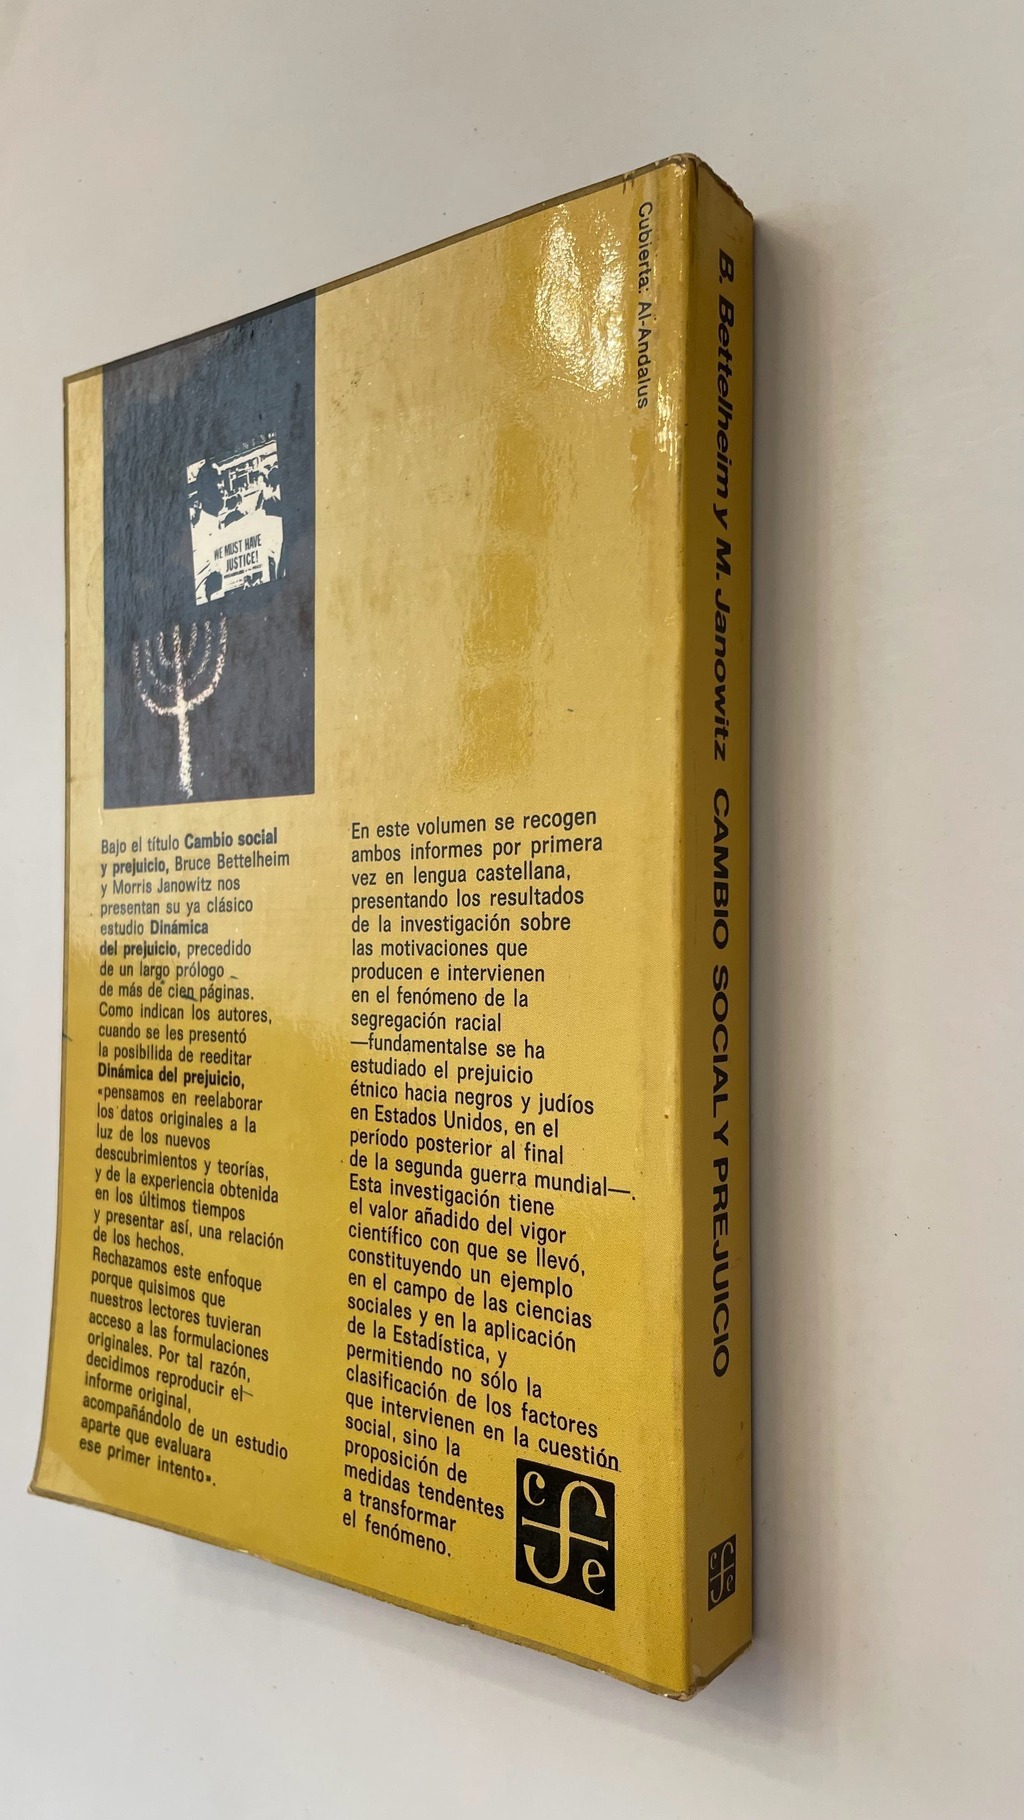 Cubierta: Al-Andalus
B. Bettelheim y M. Janowitz CAMBIO SOCIAL Y PREJUICIO
WE MUST HAVE
JUSTICE!
Bajo el título Cambio social
y prejuicio, Bruce Bettelheim
y Morris Janowitz nos
presentan su ya clásico
estudio Dinámica
del prejuicio, precedido
de un largo prólogo
de más de cien páginas.
Como indican los autores,
cuando se les presentó
la posibilida de reeditar
Dinámica del prejuicio,
«pensamos en reelaborar
los datos originales a la
luz de los nuevos
descubrimientos y teorías,
y de la experiencia obtenida
en los últimos tiempos
y presentar así, una relación
de los hechos.
Rechazamos este enfoque
porque quisimos que
nuestros lectores tuvieran
acceso a las formulaciones
originales. Por tal razón,
decidimos reproducir el
informe original,
acompañándolo de un estudio
aparte que evaluara
ese primer intento».
En este volumen se recogen
ambos informes por primera
vez en lengua castellana,
presentando los resultados
de la investigación sobre
las motivaciones que
producen e intervienen
en el fenómeno de la
segregación racial
—fundamentalse se ha
estudiado el prejuicio
étnico hacia negros y judíos
en Estados Unidos, en el
período posterior al final
de la segunda guerra mundial—.
Esta investigación tiene
el valor añadido del vigor
científico con que se llevó,
constituyendo un ejemplo
en el campo de las ciencias
sociales y en la aplicación
de la Estadística, y
permitiendo no sólo la
clasificación de los factores
que intervienen en la cuestión
social, sino la
proposición de
medidas tendentes
a transformar
el fenómeno.
cfe
cfe